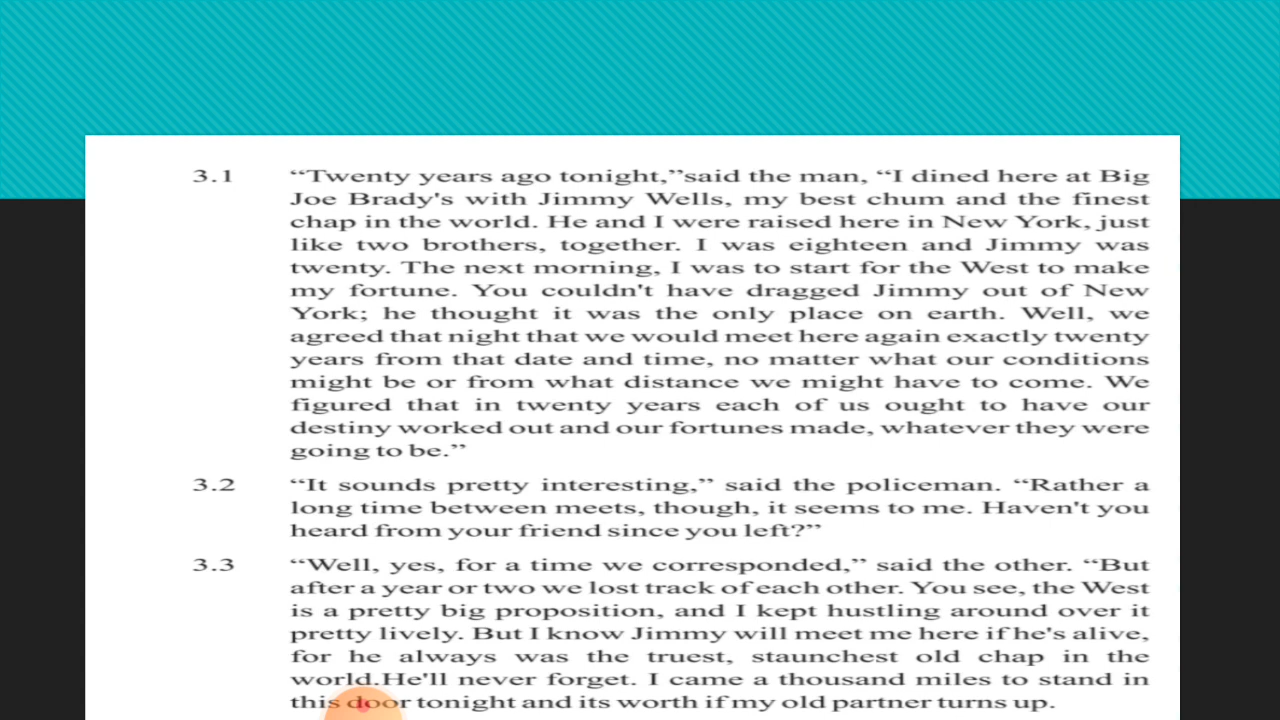 3.1 “Twenty years ago tonight,”said the man, “I dined here at Big
Joe Brady's with Jimmy Wells, my best chum and the finest
chap in the world. He and I were raised here in New York, just
like two brothers, together. I was eighteen and Jimmy was
twenty. The next morning, I was to start for the West to make
my fortune. You couldn't have dragged Jimmy out of New
York; he thought it was the only place on earth. Well, we
agreed that night that we would meet here again exactly twenty
years from that date and time, no matter what our conditions
might be or from what distance we might have to come. We
figured that in twenty years each of us ought to have our
destiny worked out and our fortunes made, whatever they were
going to be.”
3.2 “It sounds pretty interesting,” said the policeman. “Rather a
long time between meets, though, it seems to me. Haven't you
heard from your friend since you left?”
3.3 “Well, yes, for a time we corresponded,” said the other. “But
after a year or two we lost track of each other. You see, the West
is a pretty big proposition, and I kept hustling around over it
pretty lively. But I know Jimmy will meet me here if he's alive,
for he always was the truest, staunchest old chap in the
world.He'll never forget. I came a thousand miles to stand in
this door tonight and its worth if my old partner turns up.